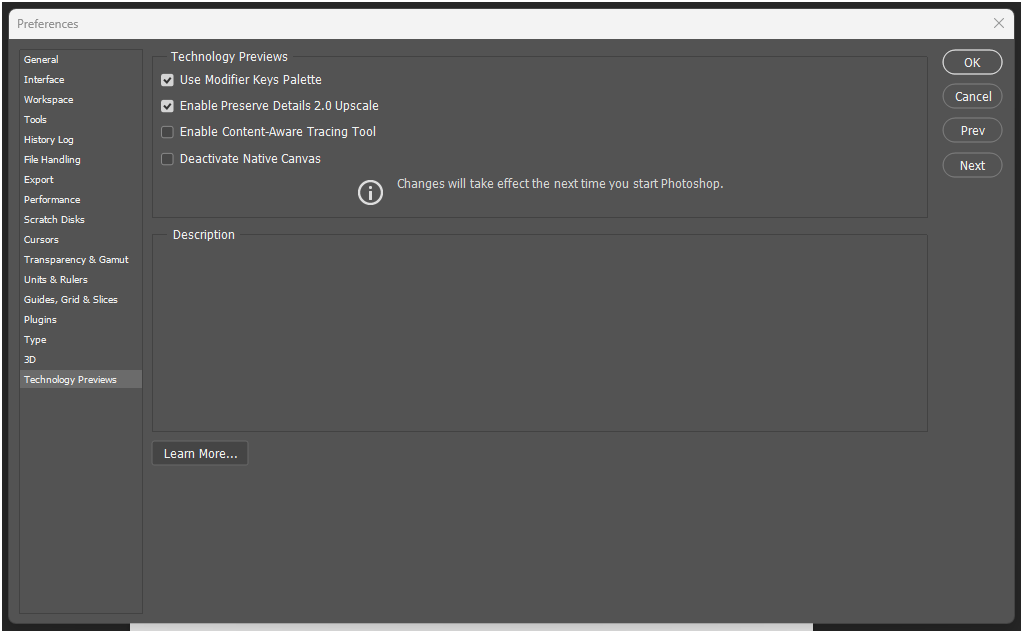 Preferences
General
Interface
Workspace
Tools
History Log
File Handling
Export
Performance
Scratch Disks
Cursors
Transparency & Gamut
Units & Rulers
Guides, Grid & Slices
Plugins
Type
3D
Technology Previews
Technology Previews
Use Modifier Keys Palette
Enable Preserve Details 2.0 Upscale
Enable Content-Aware Tracing Tool
Deactivate Native Canvas
Changes will take effect the next time you start Photoshop.
Description
Learn More...
OK
Cancel
Prev
Next